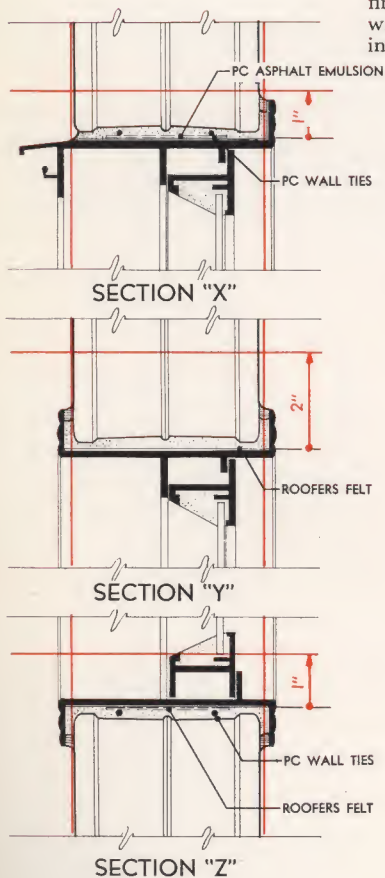 w
in
PC ASPHALT EMULSION
1"
PC WALL TIES
SECTION "X"
2"
ROOFERS FELT
SECTION "Y"
1"
PC WALL TIES
ROOFERS FELT
SECTION "Z"